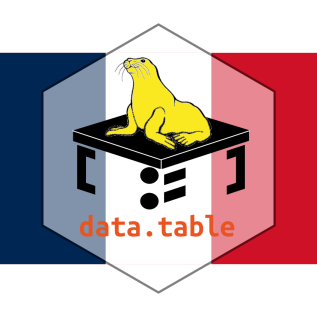 [ := ]
data.table